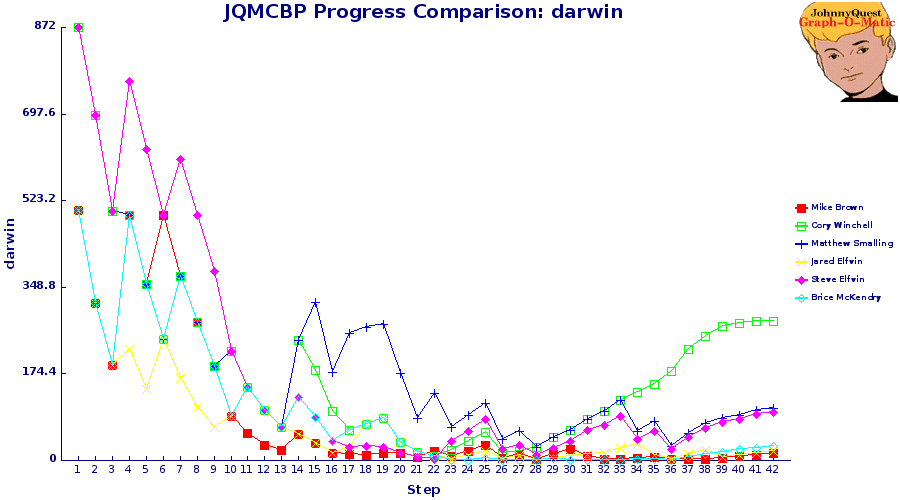 JQMCBP Progress Comparison: darwin
JohnnyQuest
Graph-O-Matic
872
697.6
523.2
348.8
174.4
0
darwin
1 2 3 4 5 6 7 8 9 10 11 12 13 14 15 16 17 18 19 20 21 22 23 24 25 26 27 28 29 30 31 32 33 34 35 36 37 38 39 40 41 42
Step
Mike Brown
Cory Winchell
Matthew Smalling
Jared Elfwin
Steve Elfwin
Brice McKendry